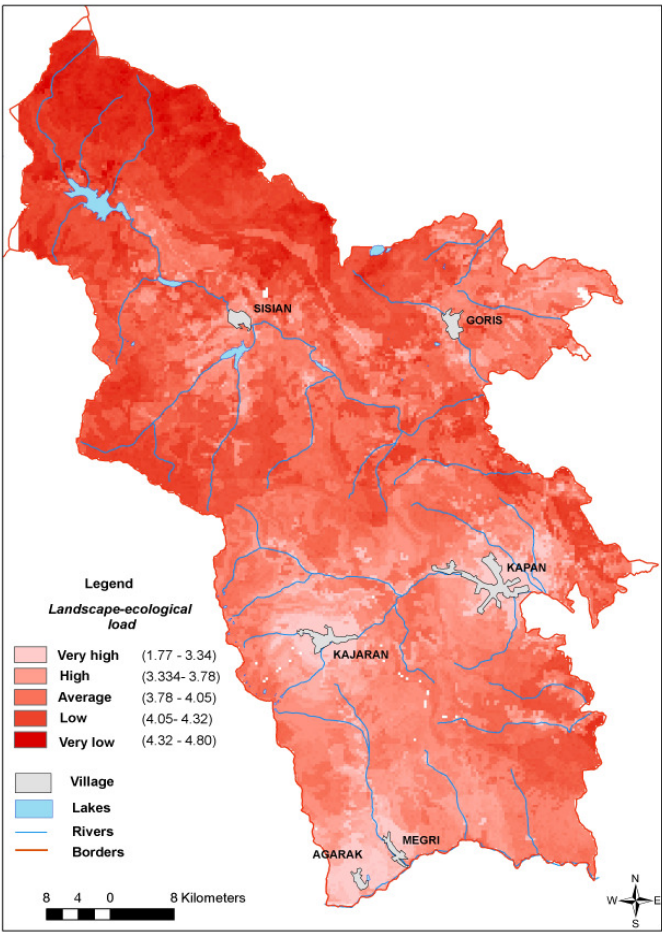 SISIAN
GORIS
KAPAN
KAJARAN
MEGRI
AGARAK
Legend
Landscape-ecological
load
Very high (1.77 - 3.34)
High (3.334- 3.78)
Average (3.78 - 4.05)
Low (4.05- 4.32)
Very low (4.32 - 4.80)
Village
Lakes
Rivers
Borders
8 4 0 8 Kilometers
N
W E
S